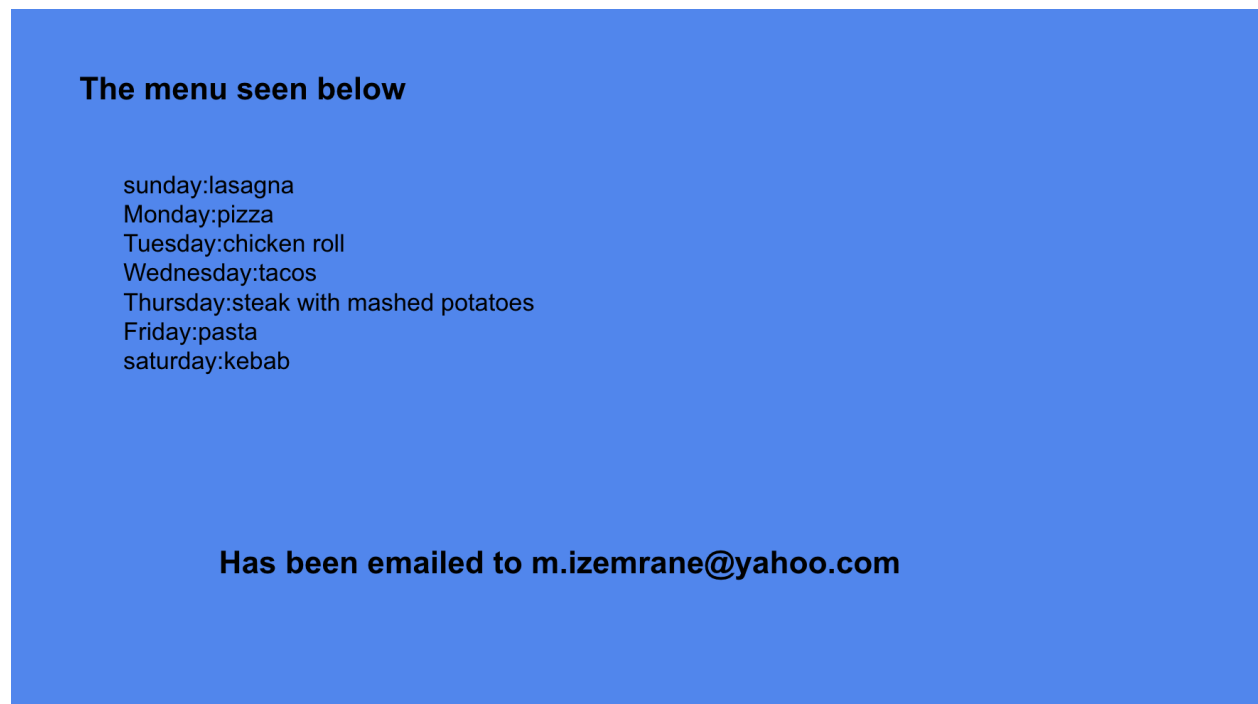 The menu seen below
sunday:lasagna
Monday:pizza
Tuesday:chicken roll
Wednesday:tacos
Thursday:steak with mashed potatoes
Friday:pasta
saturday:kebab
Has been emailed to m.izemrane@yahoo.com